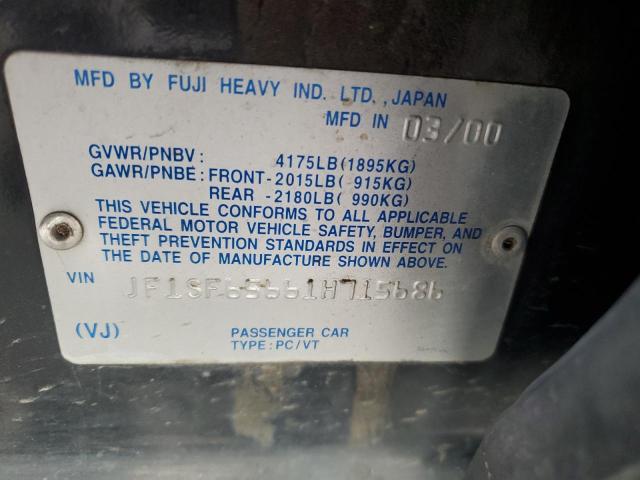 MFD BY FUJI HEAVY IND. LTD., JAPAN
MFD IN 03/00
GVWR/PNBV: 4175LB(1895KG)
GAWR/PNBE: FRONT-2015LB( 915KG)
REAR -2180LB( 990KG)
THIS VEHICLE CONFORMS TO ALL APPLICABLE
FEDERAL MOTOR VEHICLE SAFETY, BUMPER, AND
THEFT PREVENTION STANDARDS IN EFFECT ON
THE DATE OF MANUFACTURE SHOWN ABOVE.
VIN JF1SF65661H715686
(VJ) PASSENGER CAR
TYPE: PC/VT